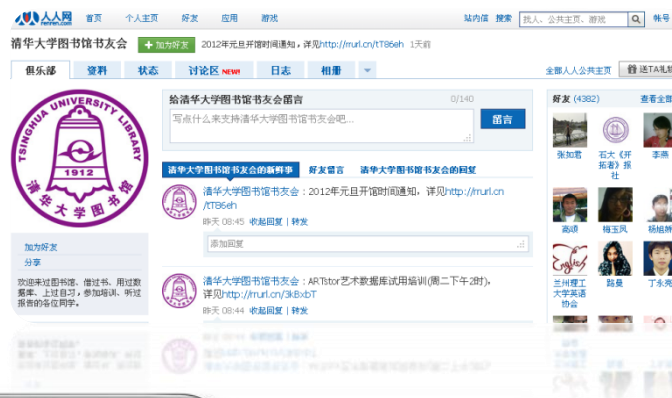 人人网 renren.com 首页 个人主页 好友 应用 游戏 站内信 搜索 找人、公共主页、游戏 帐号
清华大学图书馆书友会 + 加为好友 2012年元旦开馆时间通知，详见http://rrurl.cn/tT86eh 1天前
俱乐部 资料 状态 讨论区 NEW! 日志 相册 全部人人公共主页 送TA礼物
TSINGHUA UNIVERSITY LIBRARY
1912
清华大学图书馆
加为好友
分享
欢迎来过图书馆、借过书、用过数
据库、上过自习，参加培训、听过
报告的各位同学。
给清华大学图书馆书友会留言 0/140
写点什么来支持清华大学图书馆书友会吧... 留言
清华大学图书馆书友会的新鲜事 好友留言 清华大学图书馆书友会的回复
清华大学图书馆书友会：2012年元旦开馆时间通知，详见http://rrurl.cn
/tT86eh
昨天 08:45 收起回复 | 转发
添加回复
清华大学图书馆书友会：ARTstor艺术数据库试用培训(周二下午2时)。
详见http://rrurl.cn/3kBxbT
昨天 08:44 收起回复 | 转发
好友 (4382) 查看全部
张加君 石大《开 李燕
拓者》报
社
高颂 梅玉风 杨旭娜
English
兰州理工 路曼 丁永亮
大学英语
协会